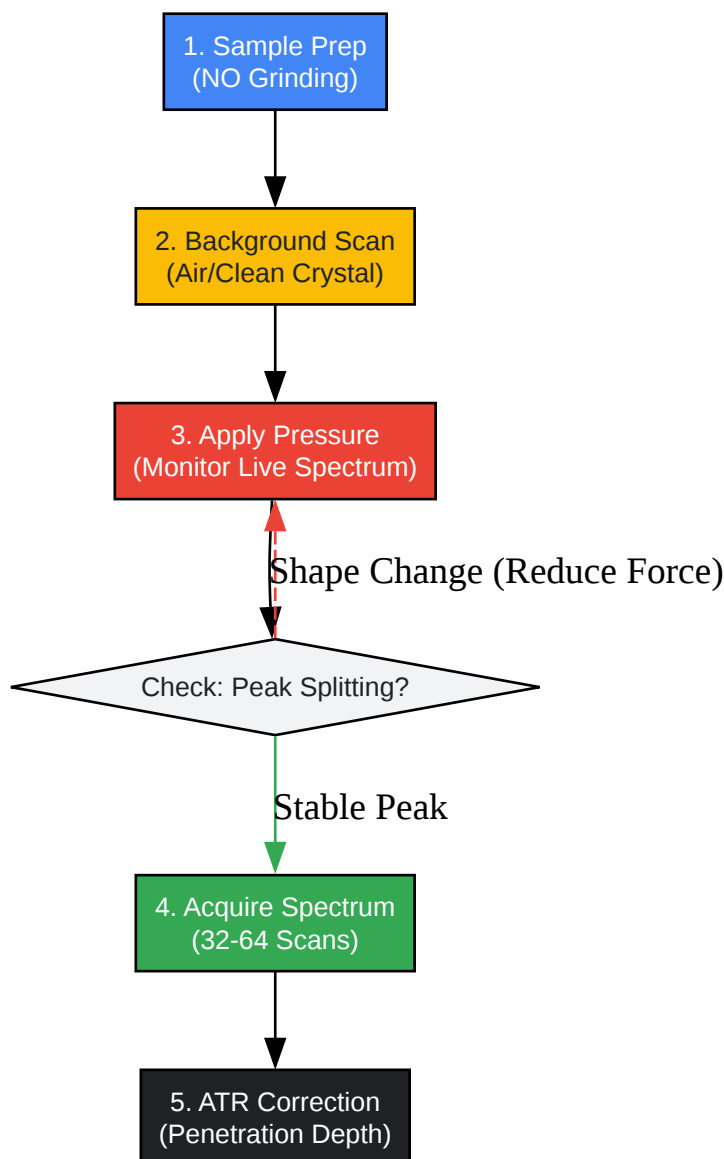 1. Sample Prep
(NO Grinding)
2. Background Scan
(Air/Clean Crystal)
3. Apply Pressure
(Monitor Live Spectrum)
Shape Change (Reduce Force)
Check: Peak Splitting?
Stable Peak
4. Acquire Spectrum
(32-64 Scans)
5. ATR Correction
(Penetration Depth)